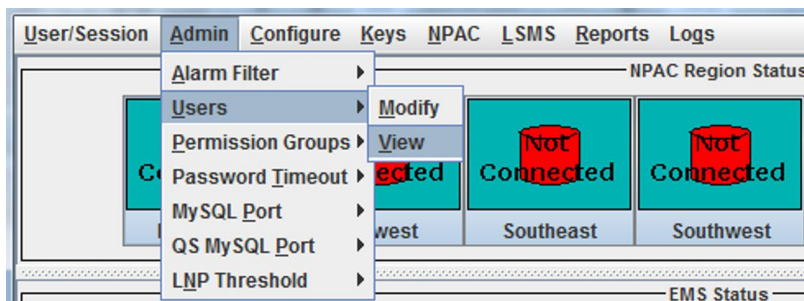 User/Session Admin Configure Keys NPAC LSMS Reports Logs
Alarm Filter
NPAC Region Status
Users
Modify
Permission Groups
View
Not
Not
Password Timeout
ected
Connected
Connected
MySQL Port
west
Southeast
Southwest
QS MySQL Port
LNP Threshold
EMS Status